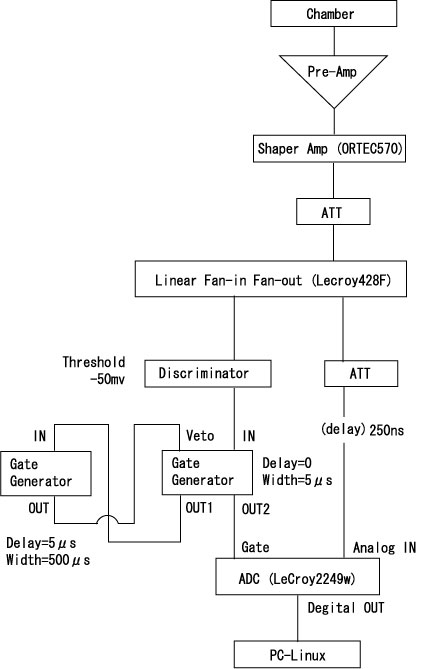 Chamber
Pre-Amp
Shaper Amp (ORTEC570)
ATT
Linear Fan-in Fan-out (Lecroy428F)
Threshold
-50mv
Discriminator
ATT
(delay) 250ns
IN
Veto
IN
Gate
Generator
Gate
Generator
Delay=0
Width=5μs
OUT
OUT1
OUT2
Delay=5μs
Width=500μs
Gate
Analog IN
ADC (LeCroy2249w)
Degital OUT
PC-Linux